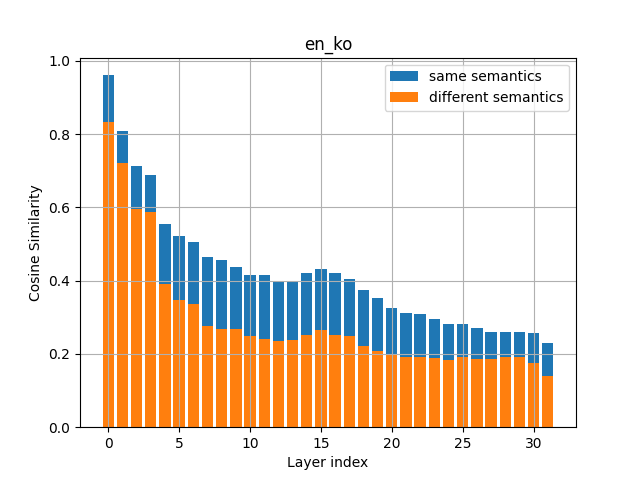 en_ko
same semantics
different semantics
1.0
0.8
0.6
0.4
0.2
0.0
Cosine Similarity
0 5 10 15 20 25 30
Layer index